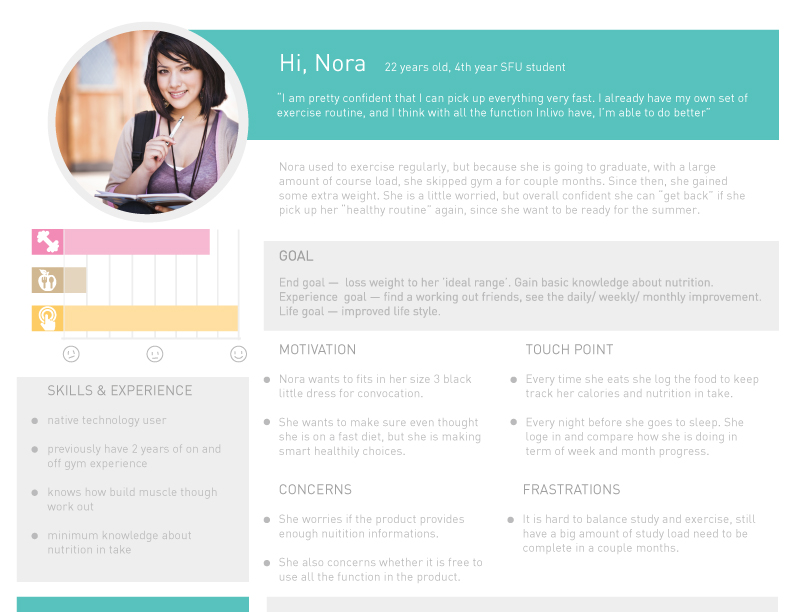 Hi, Nora 22 years old, 4th year SFU student
“I am pretty confident that I can pick up everything very fast. I already have my own set of
exercise routine, and I think with all the function Inlivo have, I’m able to do better”
Nora used to exercise regularly, but because she is going to graduate, with a large
amount of course load, she skipped gym a for couple months. Since then, she gained
some extra weight. She is a little worried, but overall confident she can “get back” if she
pick up her “healthy routine” again, since she want to be ready for the summer.
GOAL
End goal — loss weight to her ‘ideal range’. Gain basic knowledge about nutrition.
Experience goal — find a working out friends, see the daily/ weekly/ monthly improvement.
Life goal — improved life style.
SKILLS & EXPERIENCE
native technology user
previously have 2 years of on and
off gym experience
knows how build muscle though
work out
minimum knowledge about
nutrition in take
MOTIVATION
Nora wants to fits in her size 3 black
little dress for convocation.
She wants to make sure even thought
she is on a fast diet, but she is making
smart healthily choices.
TOUCH POINT
Every time she eats she log the food to keep
track her calories and nutrition in take.
Every night before she goes to sleep. She
loge in and compare how she is doing in
term of week and month progress.
CONCERNS
She worries if the product provides
enough nuitition informations.
She also concerns whether it is free to
use all the function in the product.
FRASTRATIONS
It is hard to balance study and exercise, still
have a big amount of study load need to be
complete in a couple months.